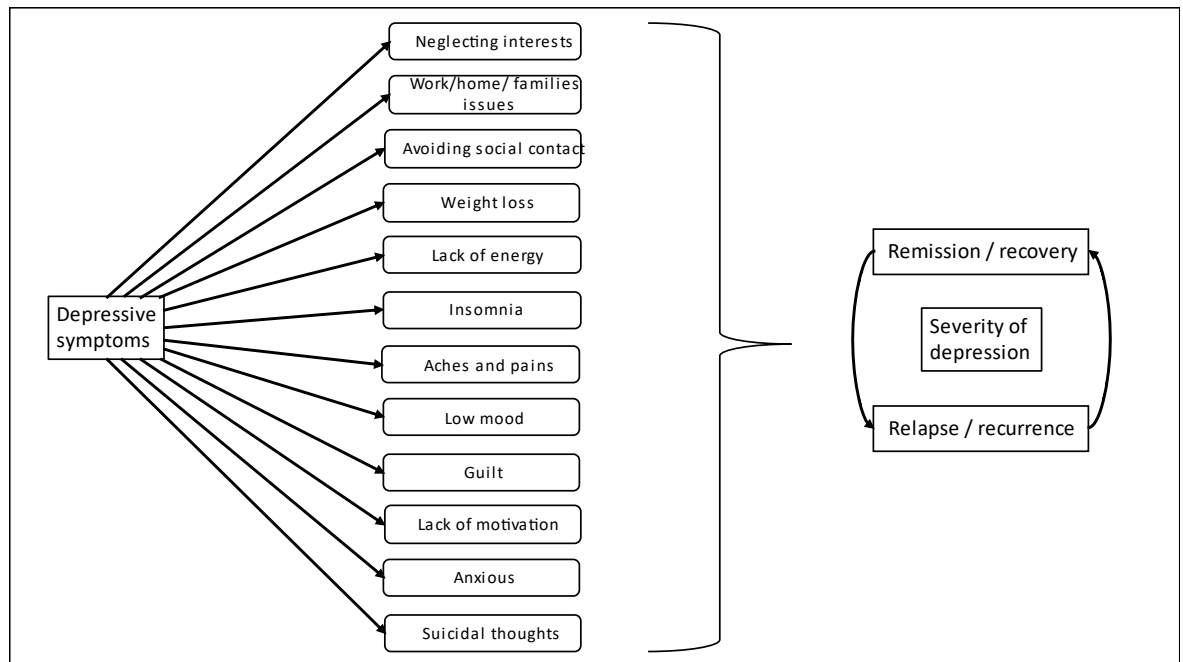 Depressive
symptoms
Neglecting interests
Work/home/ families
issues
Avoiding social contact
Weight loss
Lack of energy
Insomnia
Aches and pains
Low mood
Guilt
Lack of motivation
Anxious
Suicidal thoughts
Remission / recovery
Severity of
depression
Relapse / recurrence